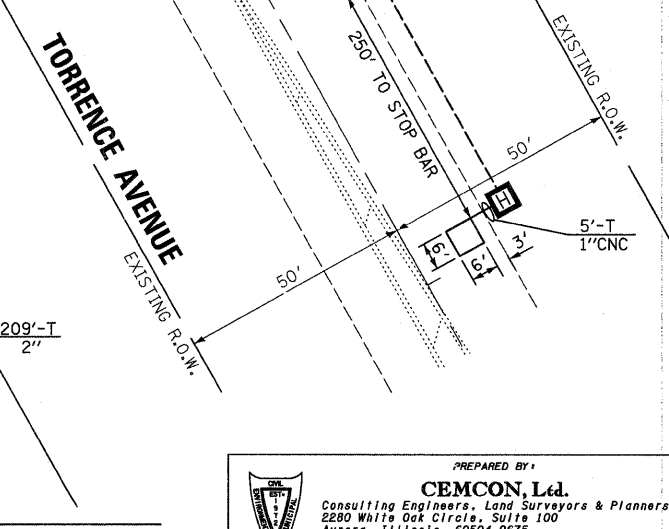 TORRENCE AVENUE
EXISTING R.O.W.
250' TO STOP BAR
EXISTING R.O.W.
50'
50'
H
5'-T
1"CNC
6'
6'
3'
209'-T
2"
PREPARED BY:
CEMCON, Ltd.
CIVIL
EST.
1972
Consulting Engineers, Land Surveyors & Planners
2280 White Oak Circle, Suite 100